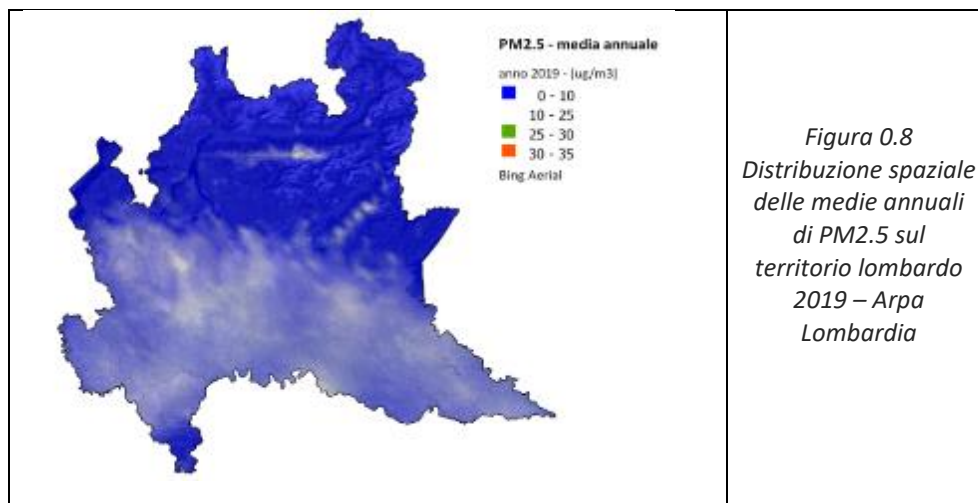 PM2.5 - media annuale
anno 2019 - (ug/m3)
0 - 10
10 - 25
25 - 30
30 - 35
Bing Aerial
Figura 0.8
Distribuzione spaziale
delle medie annuali
di PM2.5 sul
territorio lombardo
2019 – Arpa
Lombardia